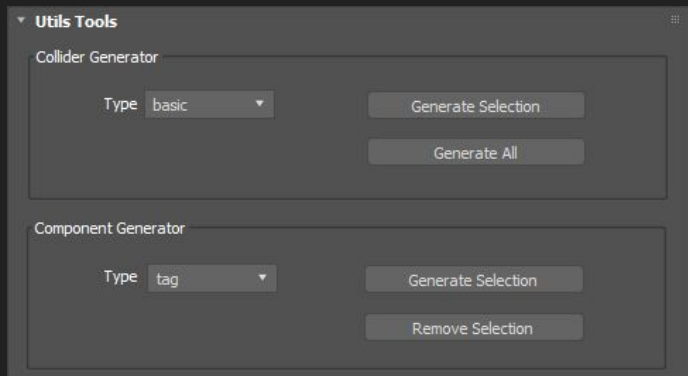 Utils Tools
Collider Generator
Type basic Generate Selection
Generate All
Component Generator
Type tag Generate Selection
Remove Selection